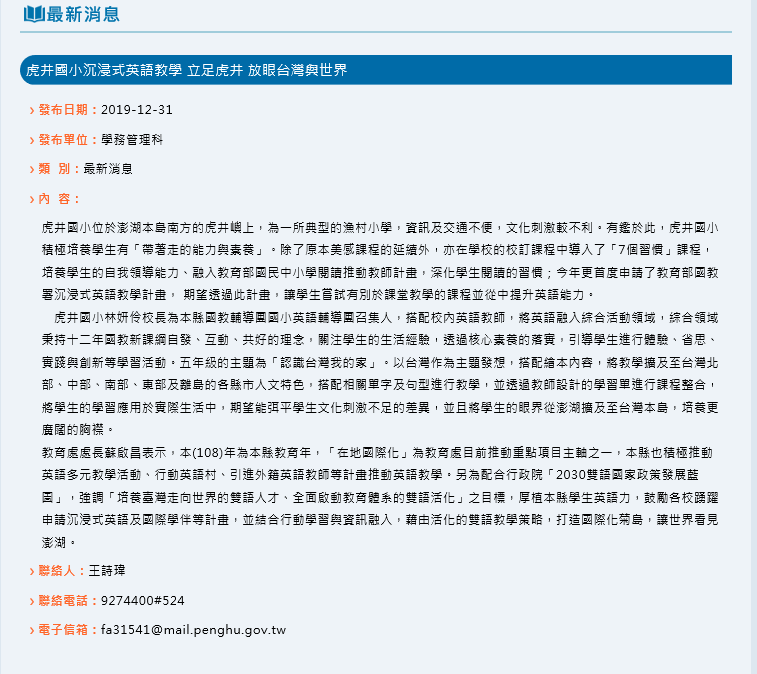 最新消息
虎井國小沉浸式英語教學 立足虎井 放眼台灣與世界
發布日期：2019-12-31
發布單位：學務管理科
類 別：最新消息
內 容：
虎井國小位於澎湖本島南方的虎井嶼上，為一所典型的漁村小學，資訊及交通不便，文化刺激較不利。有鑑於此，虎井國小
積極培養學生有「帶著走的能力與素養」。除了原本美感課程的延續外，亦在學校的校訂課程中導入了「7個習慣」課程，
培養學生的自我領導能力、融入教育部國民中小學閱讀推動教師計畫，深化學生閱讀的習慣；今年更首度申請了教育部國教
署沉浸式英語教學計畫， 期望透過此計畫，讓學生嘗試有別於課堂教學的課程並從中提升英語能力。
虎井國小林妍伶校長為本縣國教輔導團國小英語輔導團召集人，搭配校內英語教師，將英語融入綜合活動領域，綜合領域
秉持十二年國教新課綱自發、互動、共好的理念，關注學生的生活經驗，透過核心素養的落實，引導學生進行體驗、省思、
實踐與創新等學習活動。五年級的主題為「認識台灣我的家」。以台灣作為主題發想，搭配繪本內容，將教學擴及至台灣北
部、中部、南部、東部及離島的各縣市人文特色，搭配相關單字及句型進行教學，並透過教師設計的學習單進行課程整合，
將學生的學習應用於實際生活中，期望能弭平學生文化刺激不足的差異，並且將學生的眼界從澎湖擴及至台灣本島，培養更
廣闊的胸襟。
教育處處長蘇啟昌表示，本(108)年為本縣教育年，「在地國際化」為教育處目前推動重點項目主軸之一，本縣也積極推動
英語多元教學活動、行動英語村、引進外籍英語教師等計畫推動英語教學。另為配合行政院「2030雙語國家政策發展藍
圖」，強調「培養臺灣走向世界的雙語人才、全面啟動教育體系的雙語活化」之目標，厚植本縣學生英語力，鼓勵各校踴躍
申請沉浸式英語及國際學伴等計畫，並結合行動學習與資訊融入，藉由活化的雙語教學策略，打造國際化菊島，讓世界看見
澎湖。
聯絡人：王詩瑋
聯絡電話：9274400#524
電子信箱：fa31541@mail.penghu.gov.tw